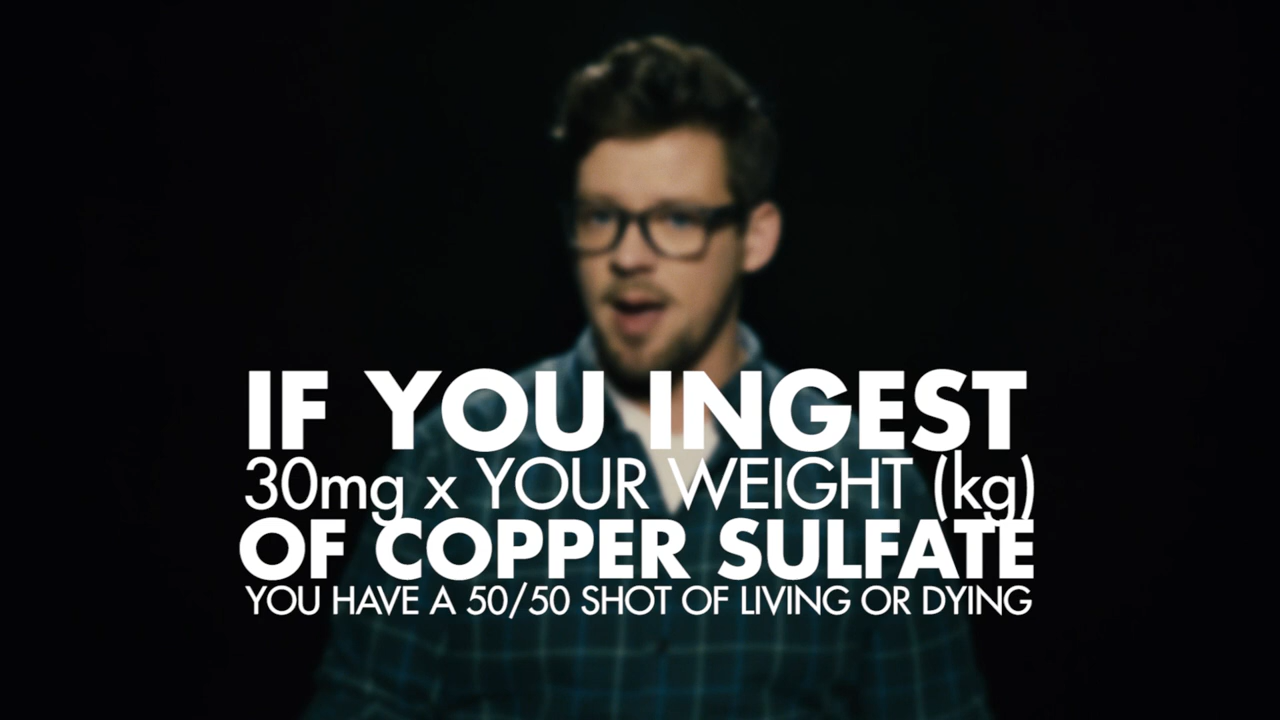 IF YOU INGEST
30mg x YOUR WEIGHT (kg)
OF COPPER SULFATE
YOU HAVE A 50/50 SHOT OF LIVING OR DYING